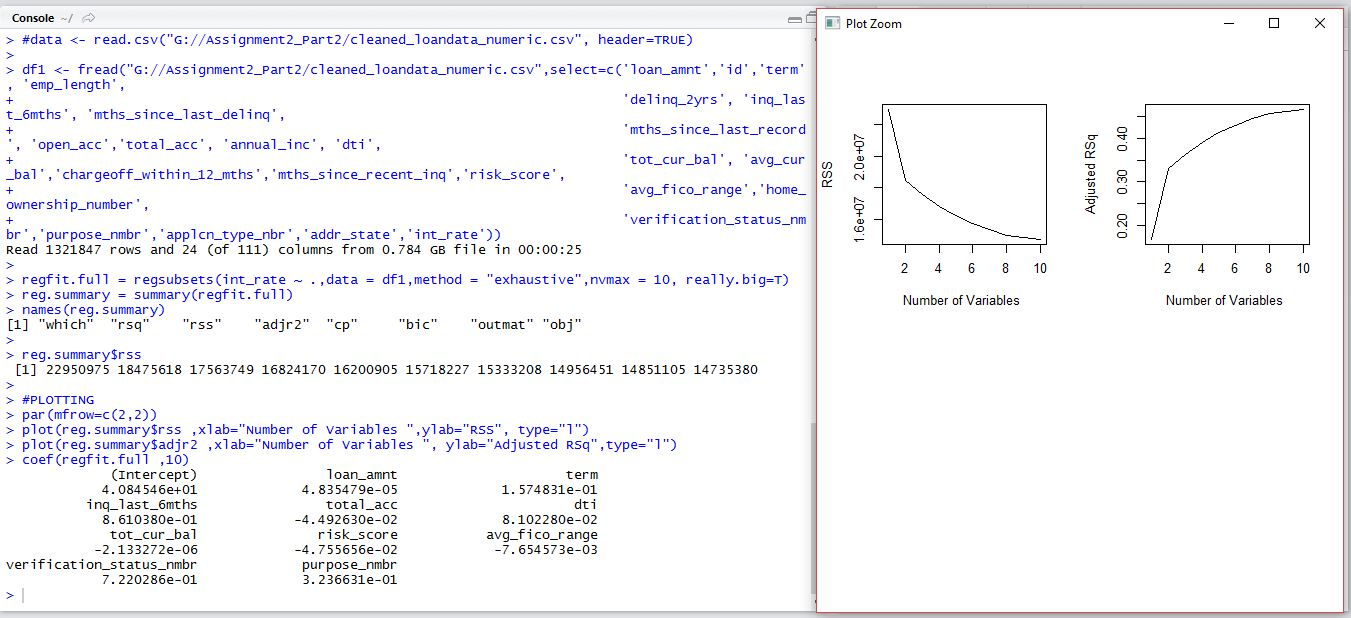 Console ~/
> #data <- read.csv("G://Assignment2_Part2/cleaned_loandata_numeric.csv", header=TRUE)
>
> df1 <- fread("G://Assignment2_Part2/cleaned_loandata_numeric.csv",select=c('loan_amnt','id','term'
, 'emp_length',
+ 'delinq_2yrs', 'inq_las
t_6mths', 'mths_since_last_delinq',
+ 'mths_since_last_record
', 'open_acc','total_acc', 'annual_inc', 'dti',
+ 'tot_cur_bal', 'avg_cur
_bal','chargeoff_within_12_mths','mths_since_recent_inq','risk_score',
+ 'avg_fico_range','home_
ownership_number',
+ 'verification_status_nm
br','purpose_nmbr','applcn_type_nbr','addr_state','int_rate'))
Read 1321847 rows and 24 (of 111) columns from 0.784 GB file in 00:00:25
>
> regfit.full = regsubsets(int_rate ~ .,data = df1,method = "exhaustive",nvmax = 10, really.big=T)
> reg.summary = summary(regfit.full)
> names(reg.summary)
[1] "which" "rsq" "rss" "adjr2" "cp" "bic" "outmat" "obj"
>
> reg.summary$rss
[1] 22950975 18475618 17563749 16824170 16200905 15718227 15333208 14956451 14851105 14735380
>
> #PLOTTING
> par(mfrow=c(2,2))
> plot(reg.summary$rss ,xlab="Number of Variables ",ylab="RSS", type="l")
> plot(reg.summary$adjr2 ,xlab="Number of Variables ", ylab="Adjusted RSq",type="l")
> coef(regfit.full ,10)
(Intercept) loan_amnt term
4.084546e+01 4.835479e-05 1.574831e-01
inq_last_6mths total_acc dti
8.610380e-01 -4.492630e-02 8.102280e-02
tot_cur_bal risk_score avg_fico_range
-2.133272e-06 -4.755656e-02 -7.654573e-03
verification_status_nmbr purpose_nmbr
7.220286e-01 3.236631e-01
>
Plot Zoom
RSS
1.6e+07 2.0e+07
2 4 6 8 10
Number of Variables
Adjusted RSq
0.20 0.30 0.40
2 4 6 8 10
Number of Variables